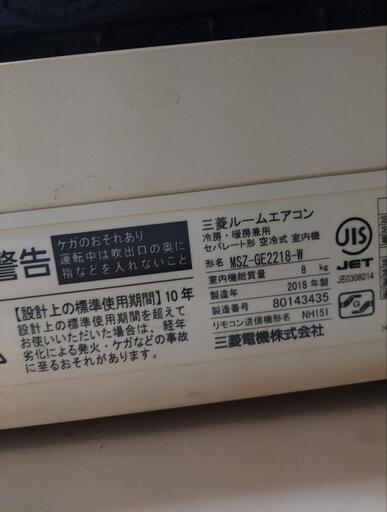 警告
ケガのおそれあり
運転中は吹出口の奥に
指などを入れないこと
【設計上の標準使用期間】10年
設計上の標準使用期間を超えて
お使いいただいた場合は、経年
劣化による発火・ケガなどの事故
に至るおそれがあります。
三菱ルームエアコン
冷房・暖房兼用
セパレート形 空冷式 室内機
形名 MSZ-GE2218-W
室内機総質量 8 kg
製造年 2018 年製
製造番号 80143435
リモコン送信機形名 NH151
三菱電機株式会社
JIS
JET
JE0308014
G